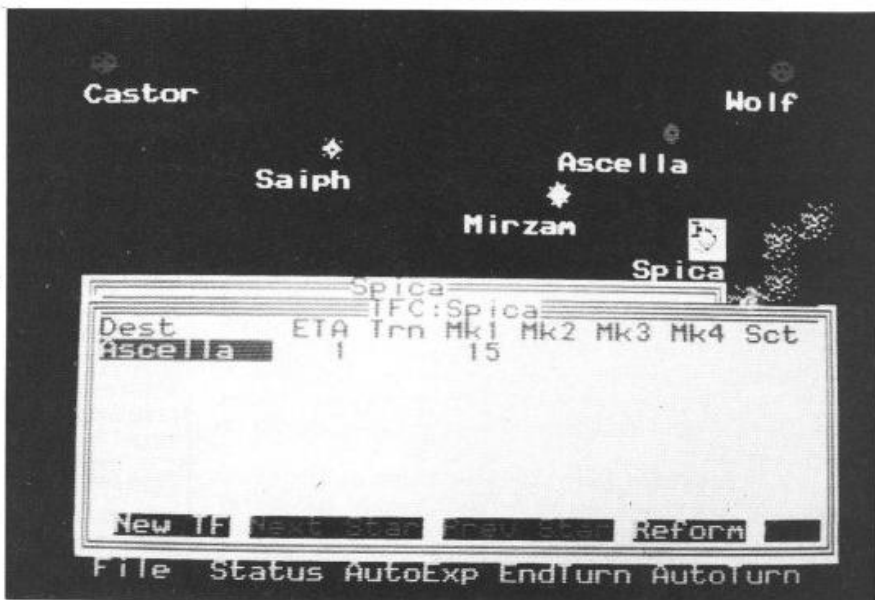 Castor
Wolf
Ascella
Saiph
Mirzam
Spica
Spica
TFC:Spica
Dest ETA Trn Mk1 Mk2 Mk3 Mk4 Sct
Ascella 1 15
New TF Next Star Prev Star Reform
File Status AutoExp EndTurn AutoTurn